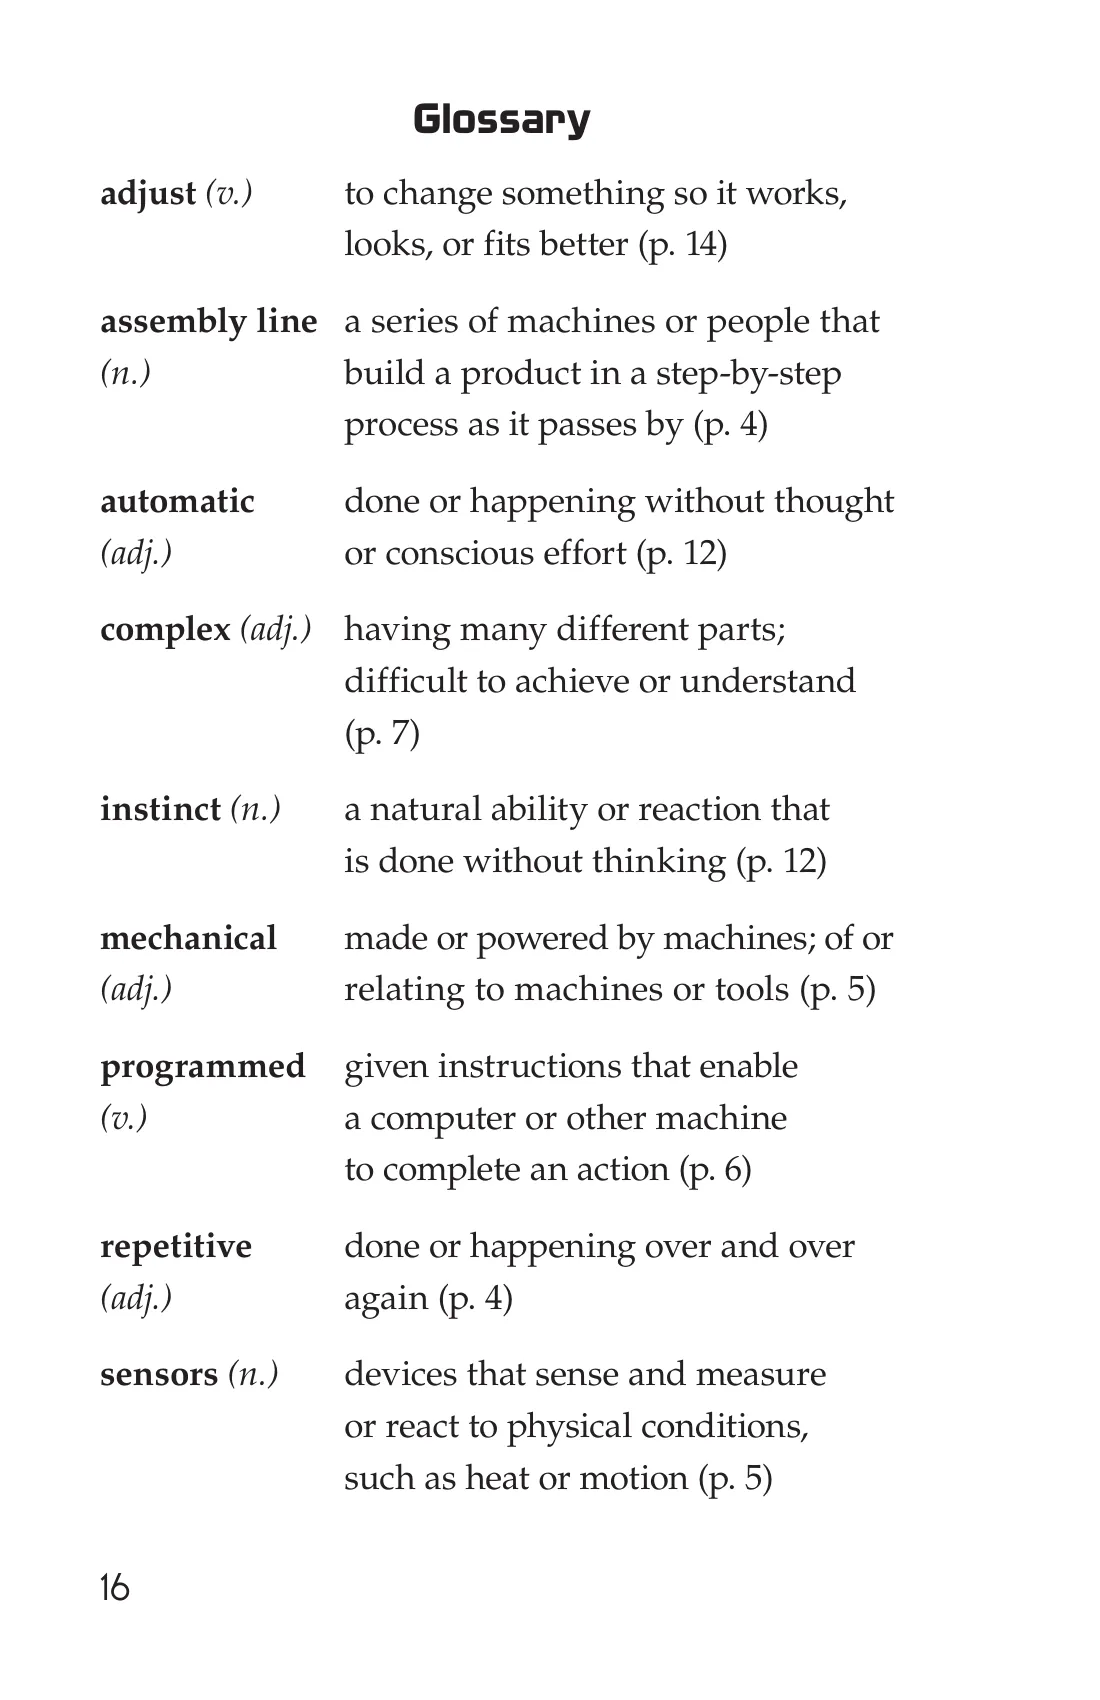 Glossary
adjust (v.) to change something so it works,
looks, or fits better (p. 14)
assembly line a series of machines or people that
(n.) build a product in a step-by-step
process as it passes by (p. 4)
automatic done or happening without thought
(adj.) or conscious effort (p. 12)
complex (adj.) having many different parts;
difficult to achieve or understand
(p. 7)
instinct (n.) a natural ability or reaction that
is done without thinking (p. 12)
mechanical made or powered by machines; of or
(adj.) relating to machines or tools (p. 5)
programmed given instructions that enable
(v.) a computer or other machine
to complete an action (p. 6)
repetitive done or happening over and over
(adj.) again (p. 4)
sensors (n.) devices that sense and measure
or react to physical conditions,
such as heat or motion (p. 5)
16